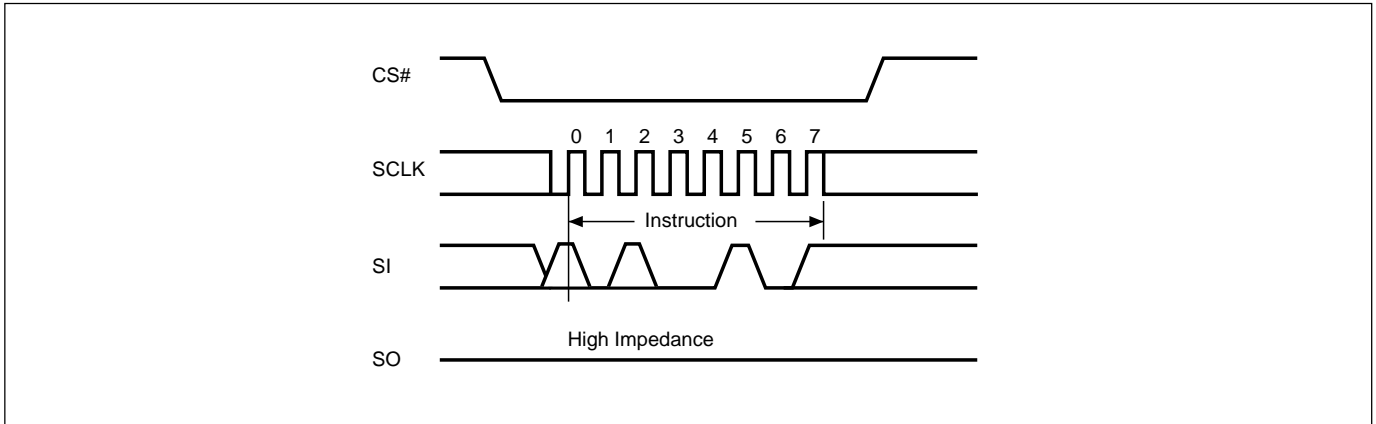 CS#
0 1 2 3 4 5 6 7
SCLK
Instruction
SI
High Impedance
SO